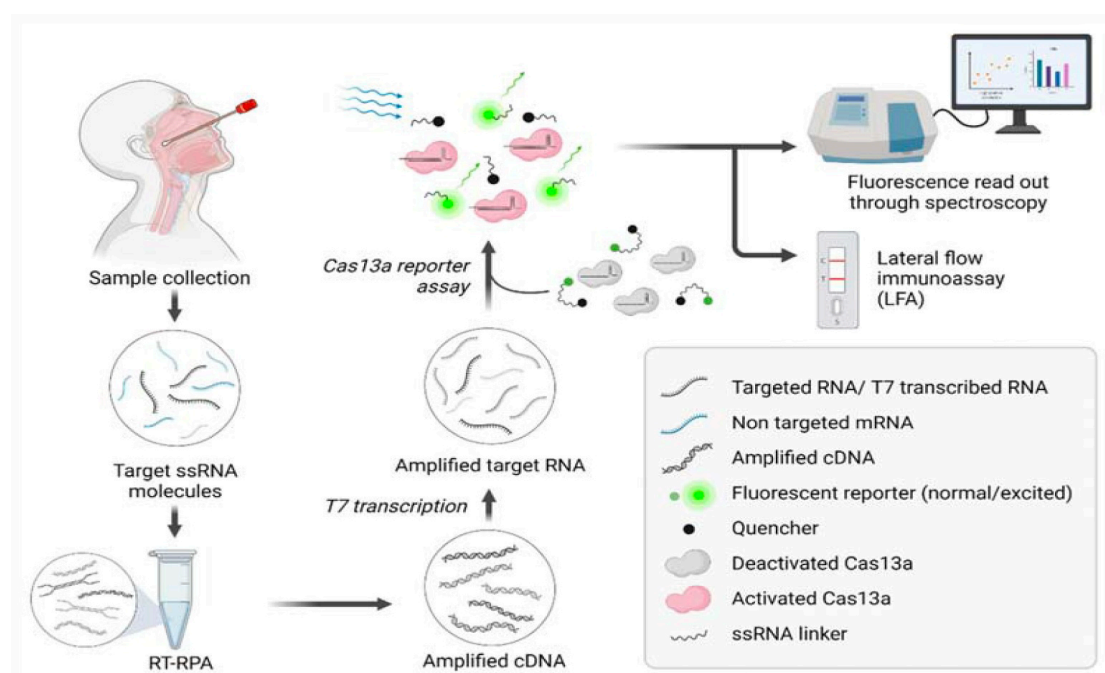 Sample collection
Target ssRNA
molecules
RT-RPA
Amplified cDNA
T7 transcription
Amplified target RNA
Cas13a reporter
assay
Fluorescence read out
through spectroscopy
C
T
S
Lateral flow
immunoassay
(LFA)
Targeted RNA/ T7 transcribed RNA
Non targeted mRNA
Amplified cDNA
Fluorescent reporter (normal/excited)
Quencher
Deactivated Cas13a
Activated Cas13a
ssRNA linker